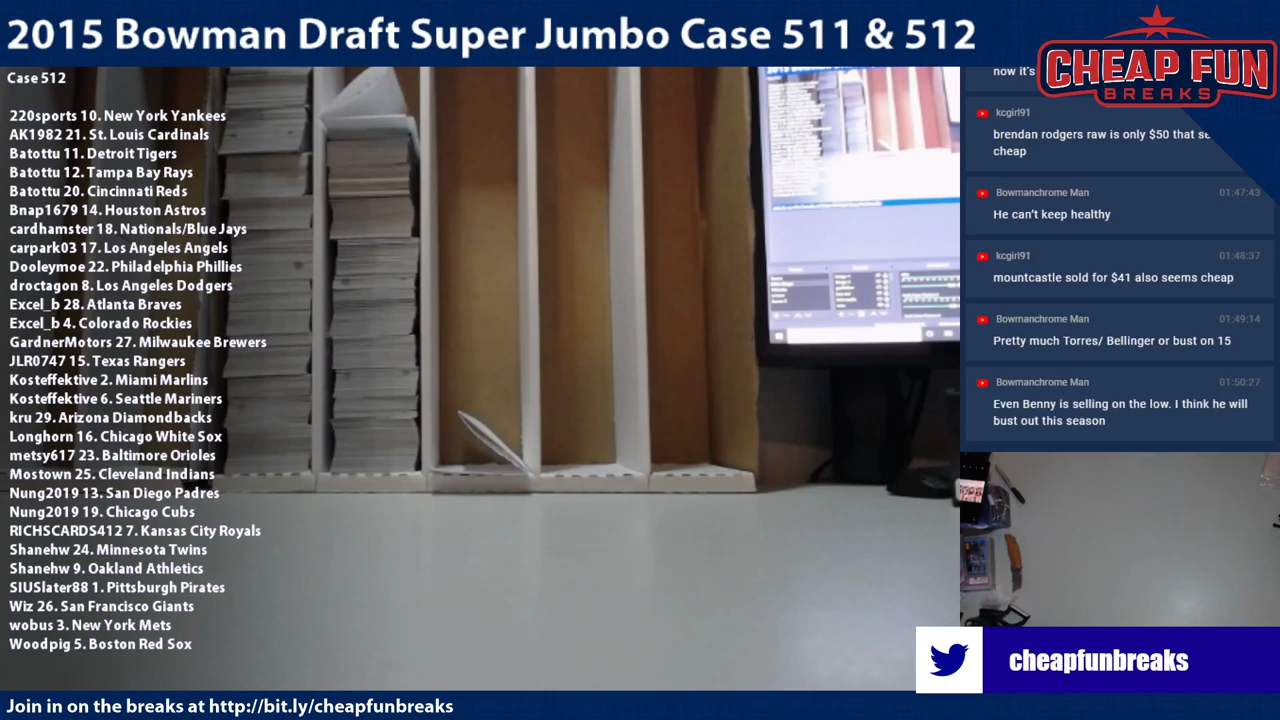 2015 Bowman Draft Super Jumbo Case 511 & 512
CHEAP FUN
BREAKS
Case 512
220sports 10. New York Yankees
AK1982 21. St. Louis Cardinals
Batottu 11. Detroit Tigers
Batottu 12. Tampa Bay Rays
Batottu 20. Cincinnati Reds
Bnap1679 14. Houston Astros
cardhamster 18. Nationals/Blue Jays
carpark03 17. Los Angeles Angels
Dooleymoe 22. Philadelphia Phillies
droctagon 8. Los Angeles Dodgers
Excel_b 28. Atlanta Braves
Excel_b 4. Colorado Rockies
GardnerMotors 27. Milwaukee Brewers
JLR0747 15. Texas Rangers
Kosteffektive 2. Miami Marlins
Kosteffektive 6. Seattle Mariners
kru 29. Arizona Diamondbacks
Longhorn 16. Chicago White Sox
metsy617 23. Baltimore Orioles
Mostown 25. Cleveland Indians
Nung2019 13. San Diego Padres
Nung2019 19. Chicago Cubs
RICHSCARDS412 7. Kansas City Royals
Shanehw 24. Minnesota Twins
Shanehw 9. Oakland Athletics
SIUSlater88 1. Pittsburgh Pirates
Wiz 26. San Francisco Giants
wobus 3. New York Mets
Woodpig 5. Boston Red Sox
now it's
kcgirl91
brendan rodgers raw is only $50 that
cheap
Bowmanchrome Man 01:47:43
He can't keep healthy
kcgirl91 01:48:37
mountcastle sold for $41 also seems cheap
Bowmanchrome Man 01:49:14
Pretty much Torres/ Bellinger or bust on 15
Bowmanchrome Man 01:50:27
Even Benny is selling on the low. I think he will
bust out this season
cheapfunbreaks
Join in on the breaks at http://bit.ly/cheapfunbreaks